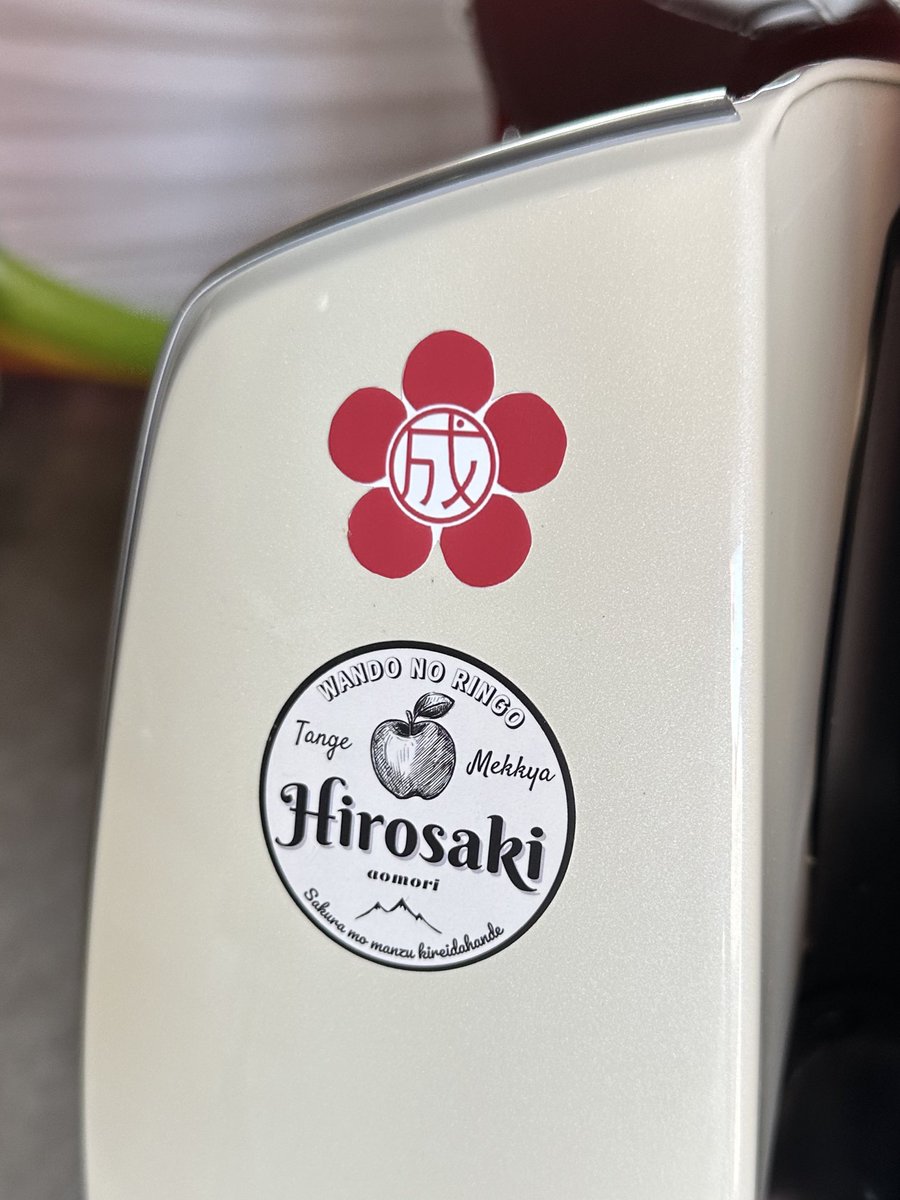 成
WANDO NO RINGO
Tange
Mekkya
Hirosaki
aomori
Sakura mo manzu kireidahande